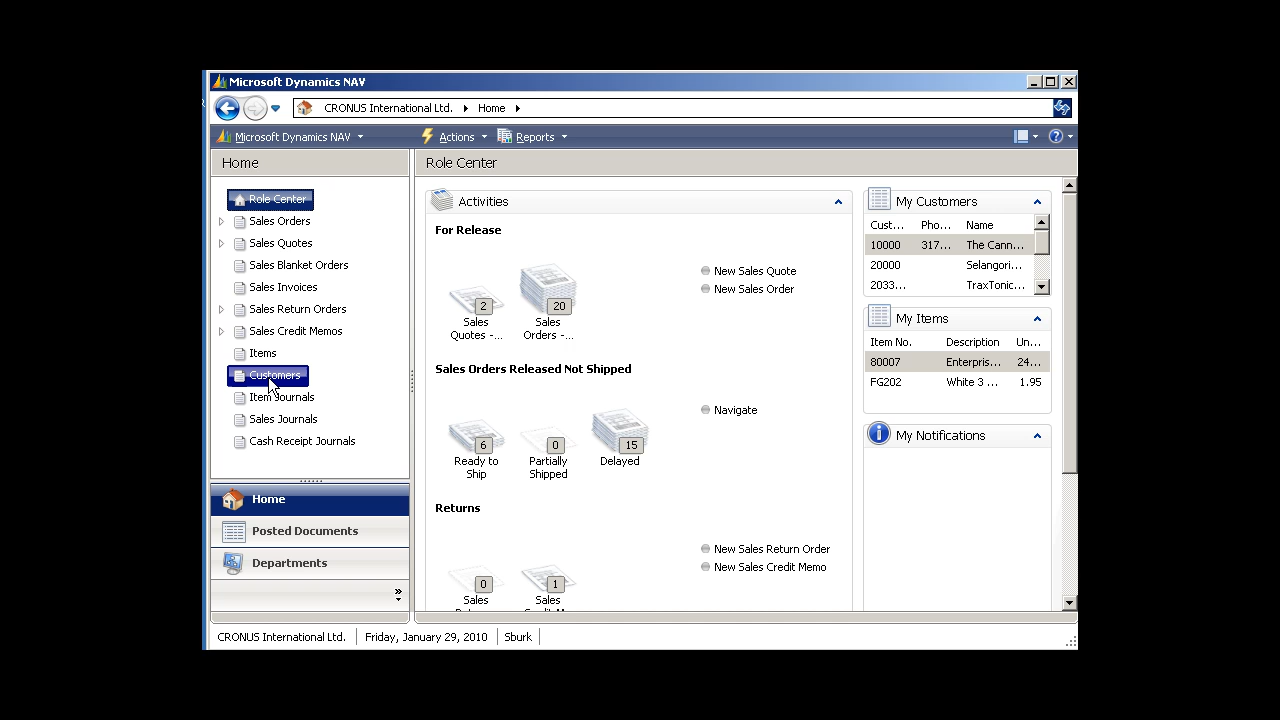 Microsoft Dynamics NAV
CRONUS International Ltd. Home
Microsoft Dynamics NAV Actions Reports
Home
Role Center
Sales Orders
Sales Quotes
Sales Blanket Orders
Sales Invoices
Sales Return Orders
Sales Credit Memos
Items
Customers
Item Journals
Sales Journals
Cash Receipt Journals
Home
Posted Documents
Departments
Role Center
Activities
For Release
2
Sales
Quotes -...
20
Sales
Orders -...
New Sales Quote
New Sales Order
Sales Orders Released Not Shipped
6
Ready to
Ship
0
Partially
Shipped
15
Delayed
Navigate
Returns
0
Sales
1
Sales
New Sales Return Order
New Sales Credit Memo
My Customers
Cust... Pho... Name
10000 317... The Cann...
20000 Selangori...
2033... TraxTonic...
My Items
Item No. Description Un...
80007 Enterpris... 24...
FG202 White 3 ... 1.95
My Notifications
CRONUS International Ltd. Friday, January 29, 2010 Sburk